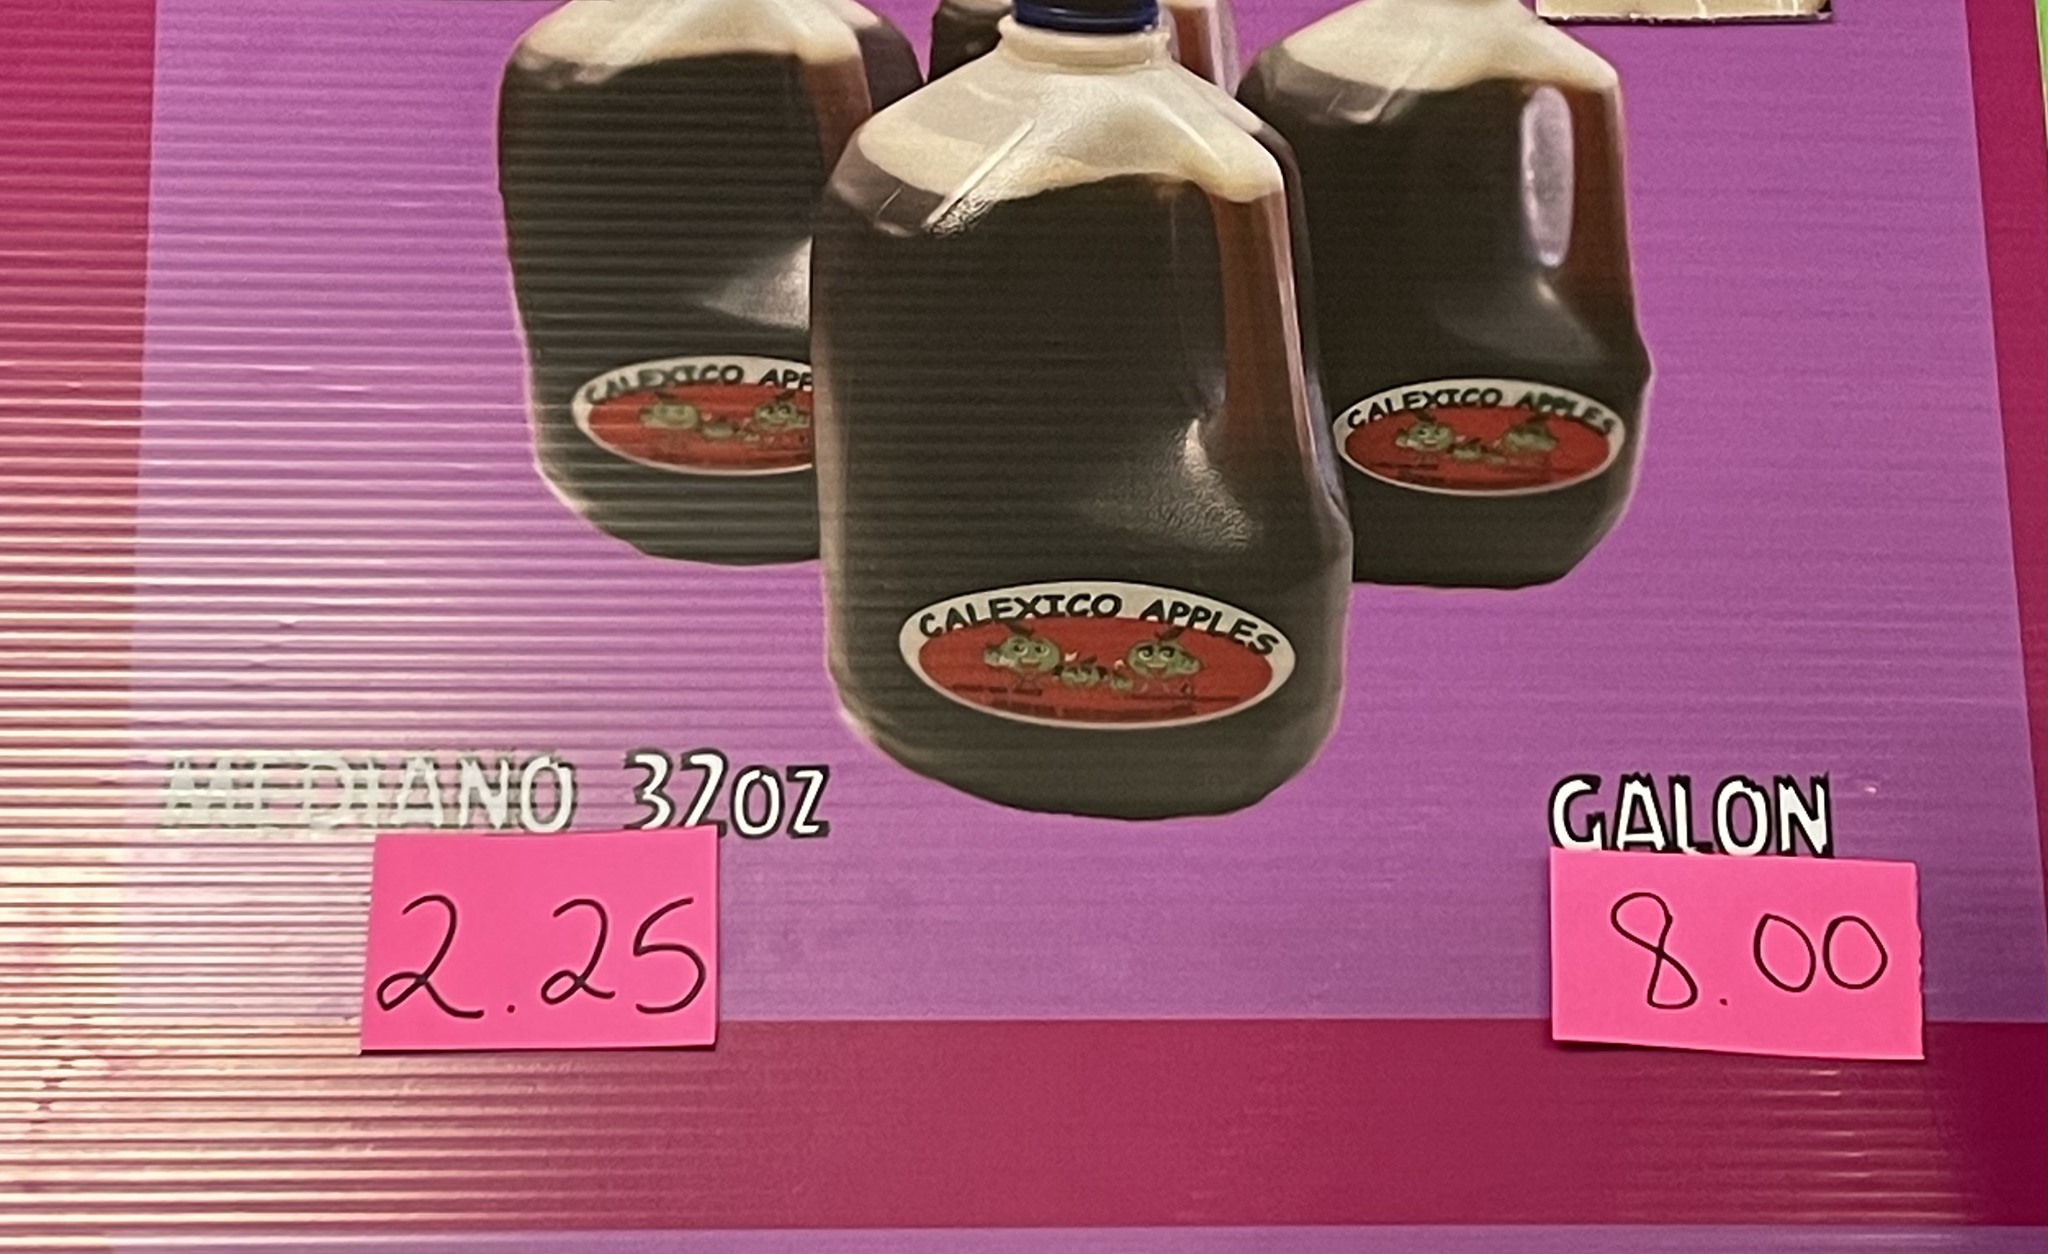 CALEXICO APP
CALEXICO APPLES
CALEXICO APPLES
MEDIANO 32OZ
GALON
2.25
8.00